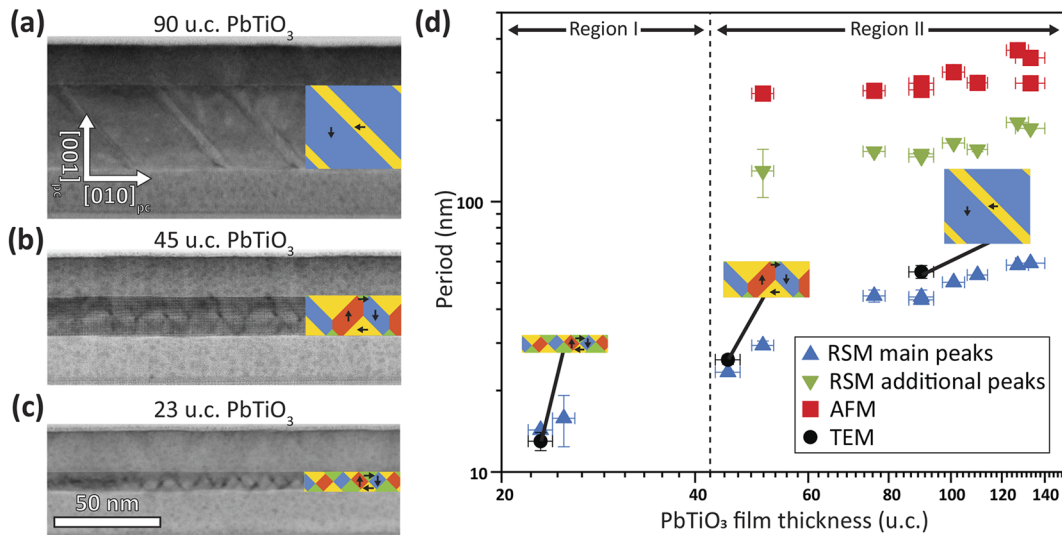 (a)
90 u.c. PbTiO₃
[001]pc
[010]pc
(b)
45 u.c. PbTiO₃
(c)
23 u.c. PbTiO₃
50 nm
(d)
Region I
Region II
Period (nm)
100
10
RSM main peaks
RSM additional peaks
AFM
TEM
20
40
60
80
100
120
140
PbTiO₃ film thickness (u.c.)